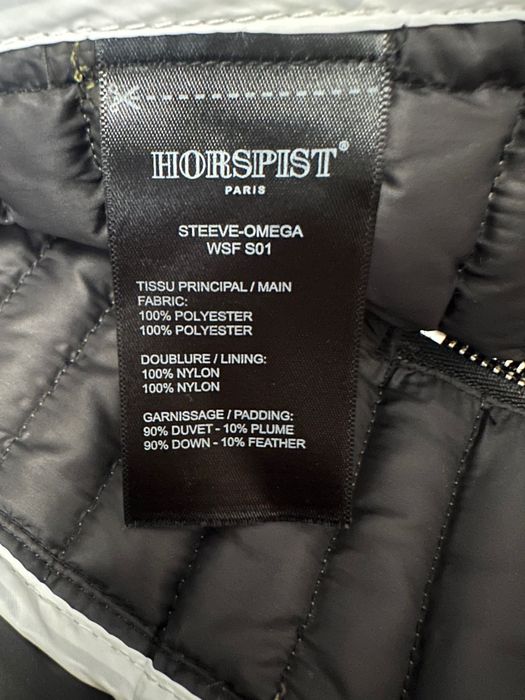 HORSPIST®
PARIS
STEEVE-OMEGA
WSF S01
TISSU PRINCIPAL / MAIN
FABRIC:
100% POLYESTER
100% POLYESTER
DOUBLURE / LINING:
100% NYLON
100% NYLON
GARNISSAGE / PADDING:
90% DUVET - 10% PLUME
90% DOWN - 10% FEATHER